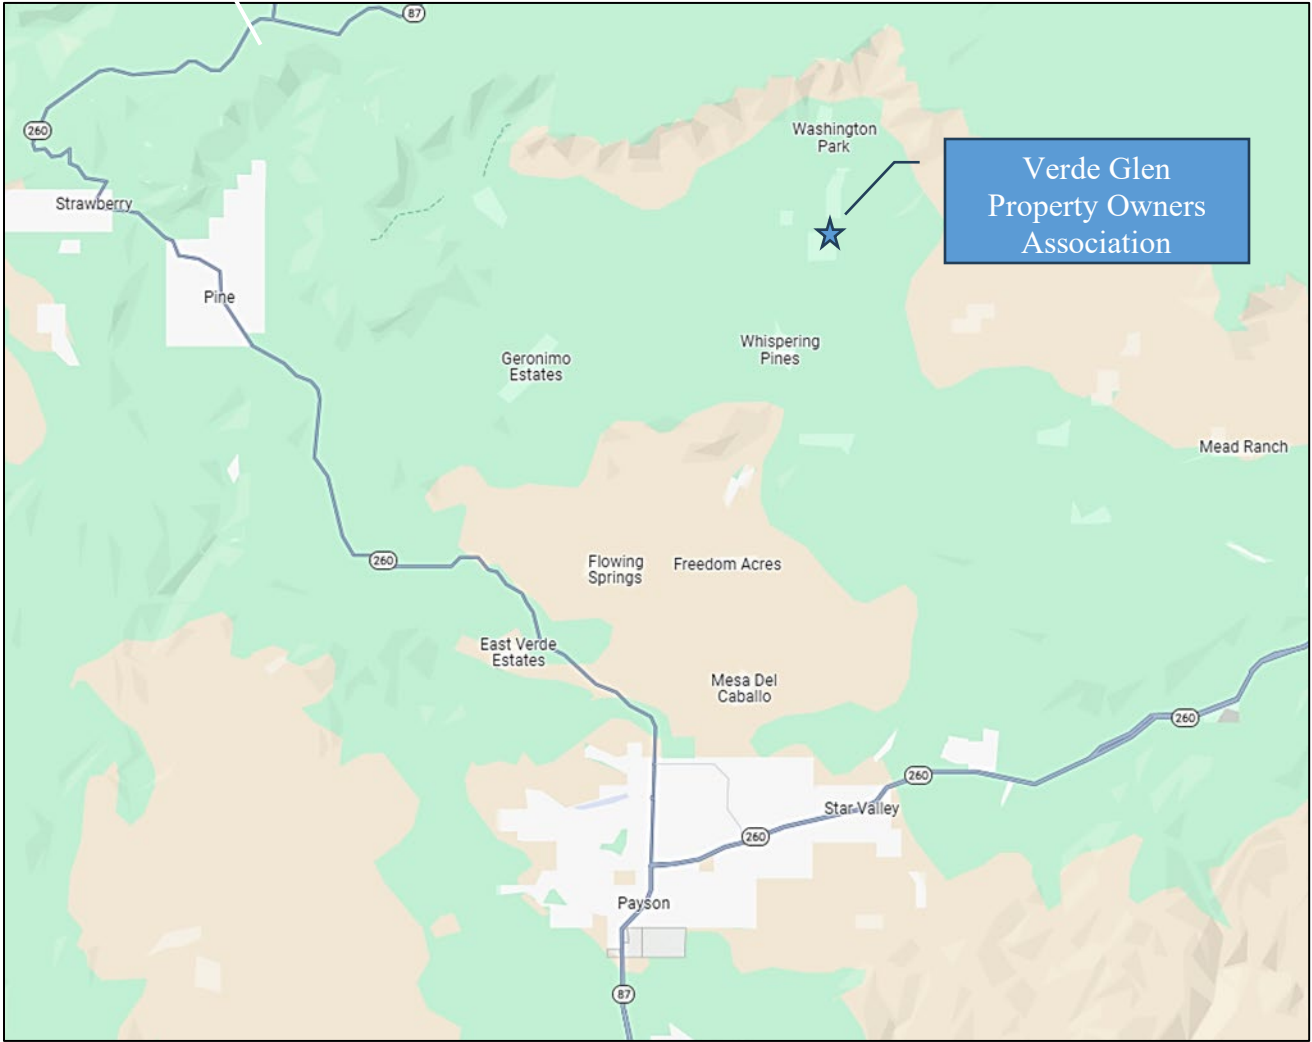 87
260
Washington
Park
Verde Glen
Property Owners
Association
Strawberry
Pine
Whispering
Pines
Geronimo
Estates
Mead Ranch
260
Flowing
Springs
Freedom Acres
East Verde
Estates
Mesa Del
Caballo
260
260
Star Valley
260
Payson
87